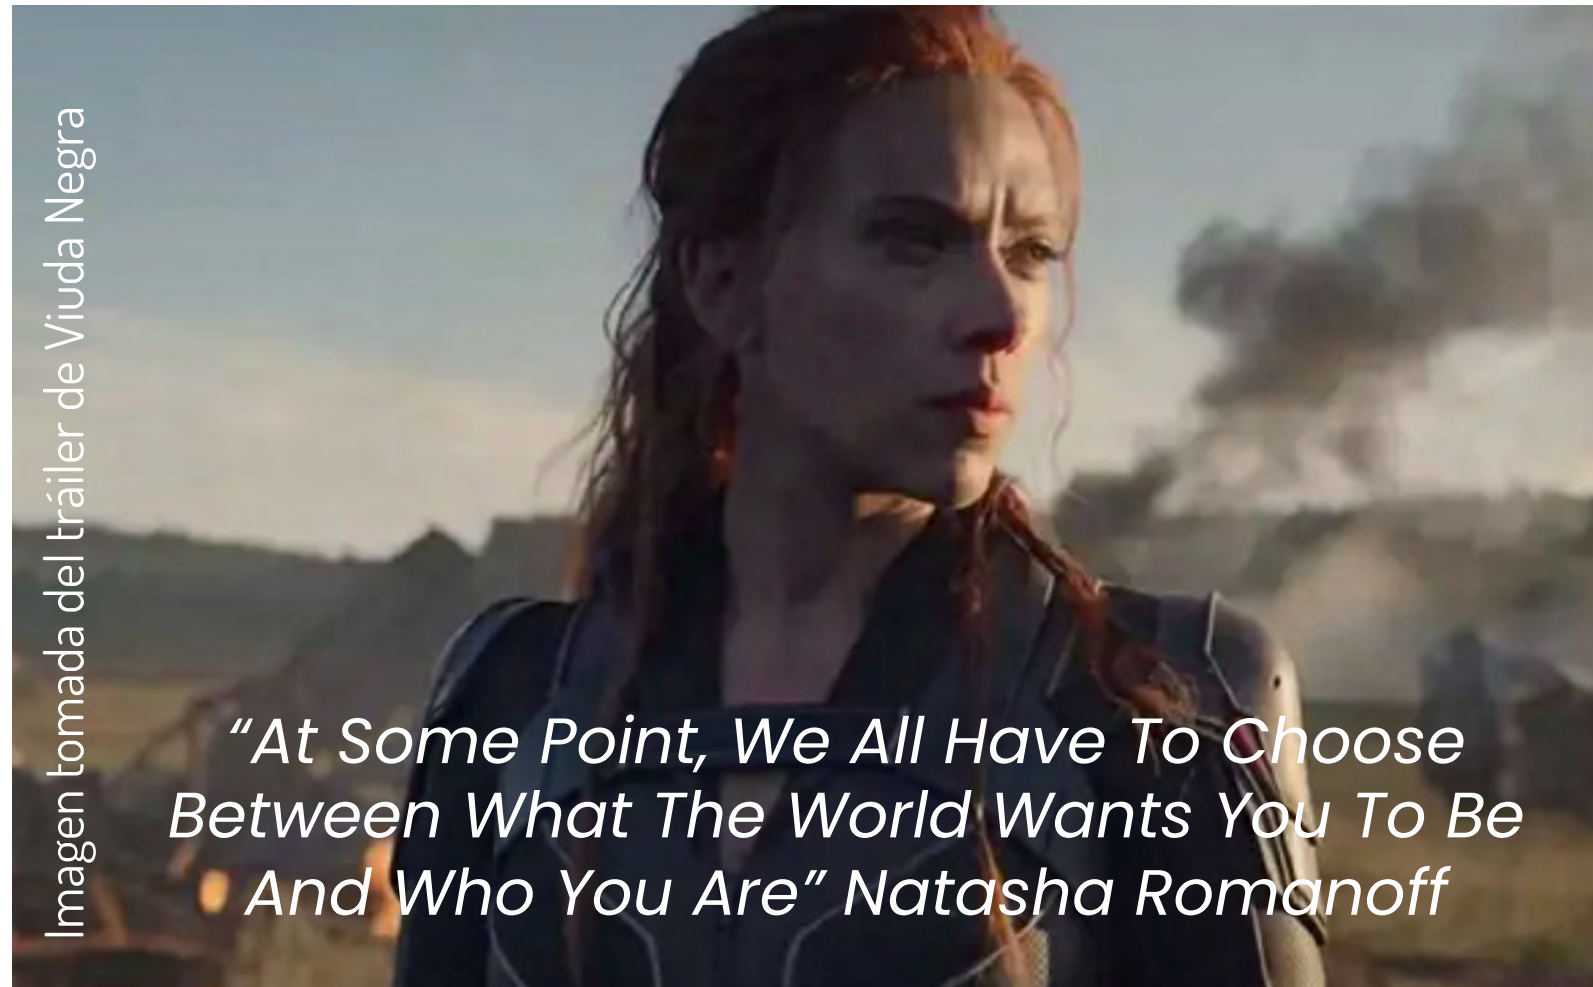 Imagen tomada del tráiler de Viuda Negra
“At Some Point, We All Have To Choose
Between What The World Wants You To Be
And Who You Are” Natasha Romanoff